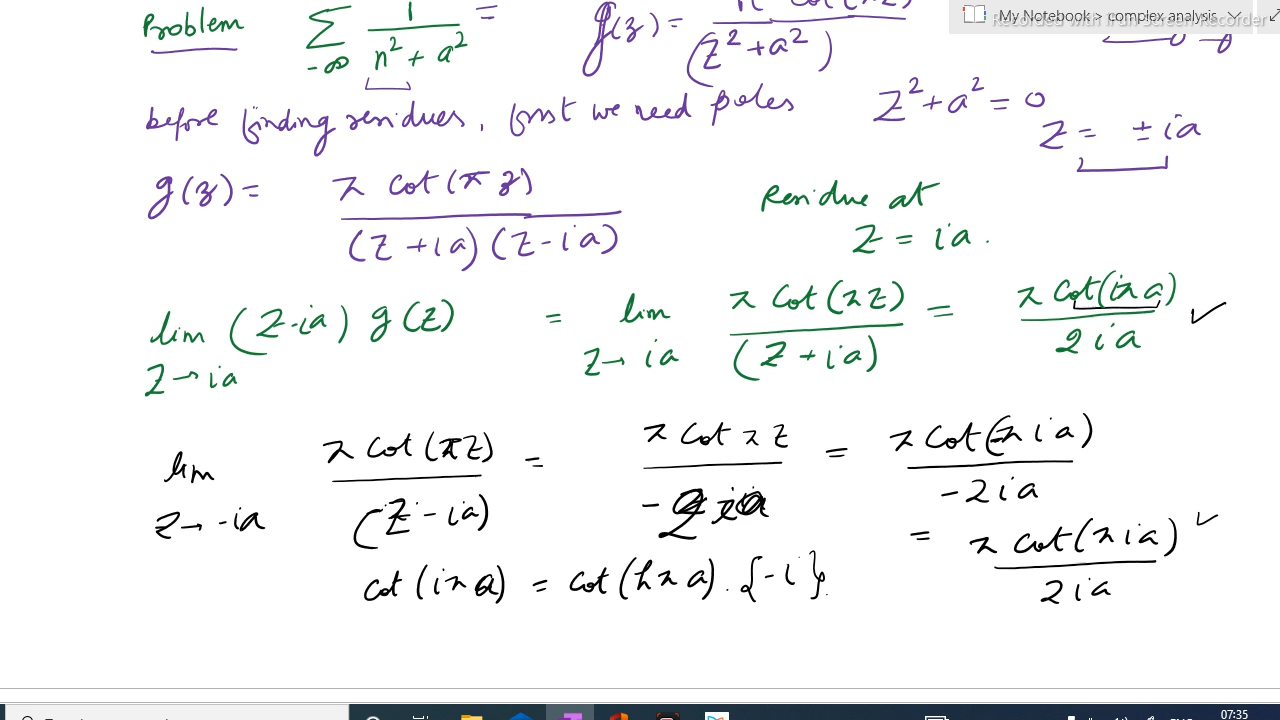 My Notebook › complex analysis
Problem ∑ -∞ 1/(n² + a²) = g(z) = π cot(πz)/(z² + a²)
before finding residues, first we need poles z² + a² = 0
z = ± ia
g(z) = π cot(πz)/((z + ia)(z - ia))
Residue at
z = ia.
lim z→ia (z-ia) g(z) = lim z→ia π cot(πz)/(z + ia) = π cot(iπa)/2ia ✓
lim z→-ia π cot(πz)/(z - ia) = π cot πz/-2ia = π cot(-πia)/-2ia
= π cot(πia)/2ia ✓
cot(iπa) = cot(hπa).{-i}
07:35